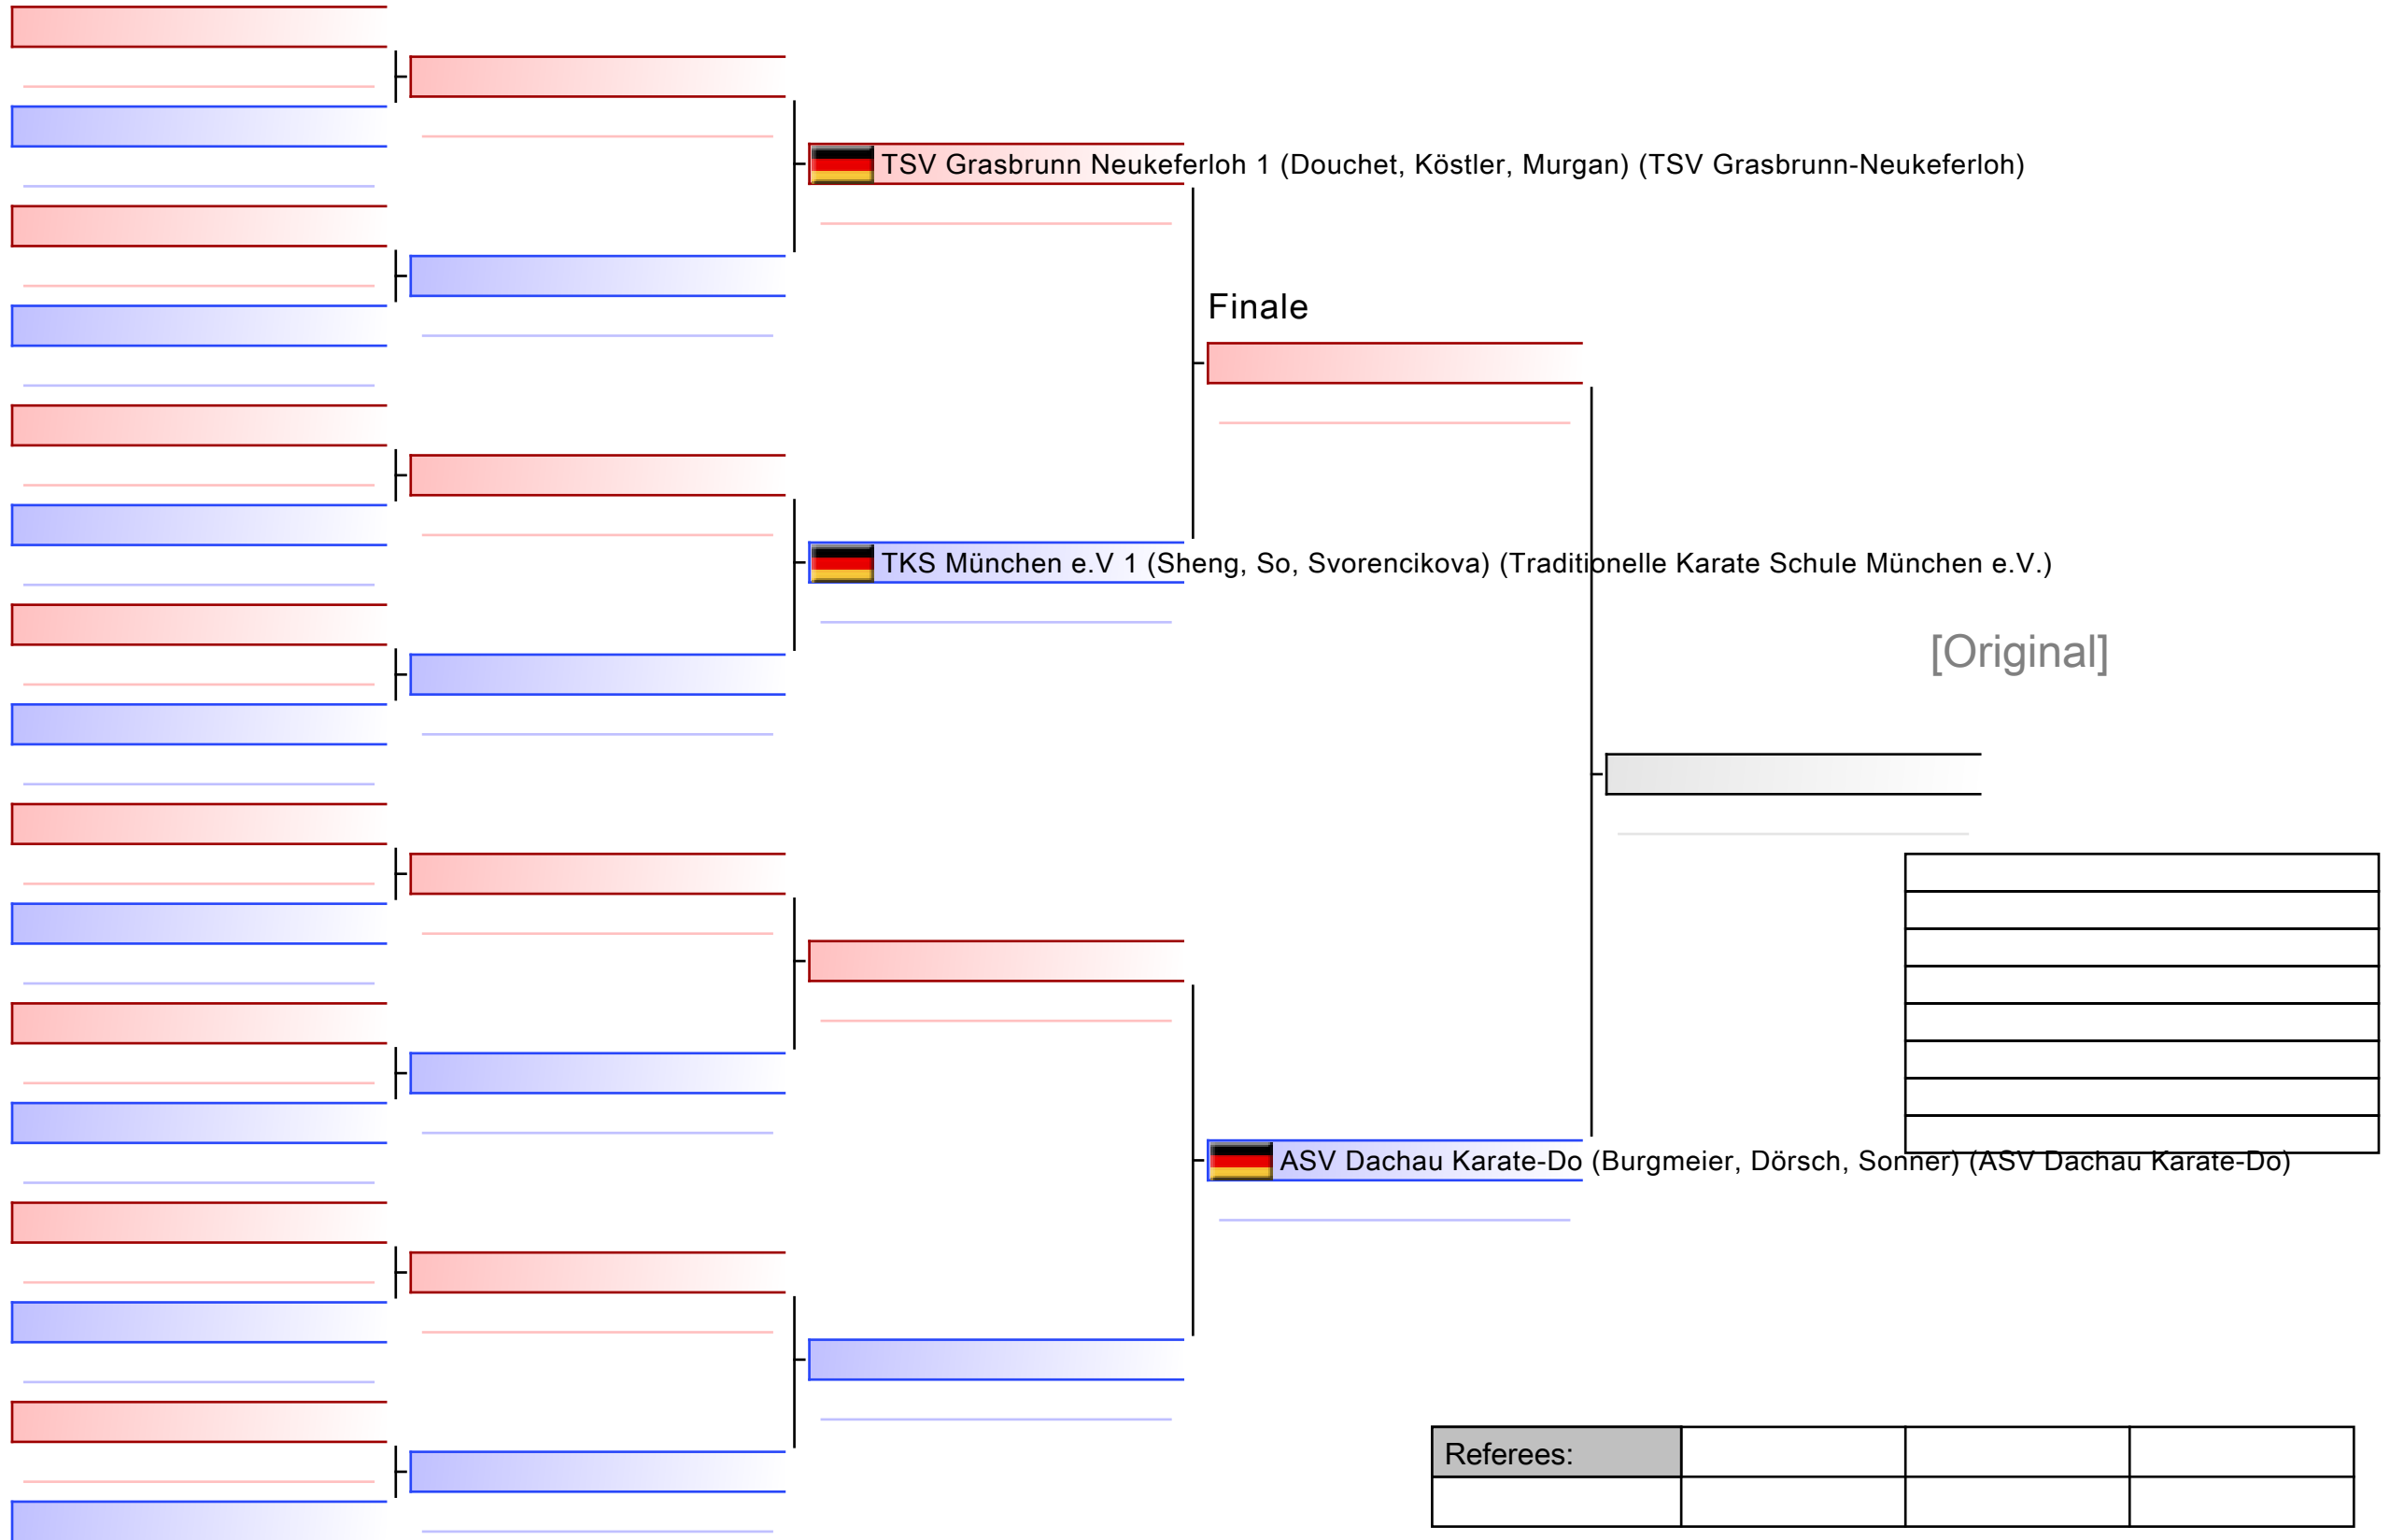 TSV Grasbrunn Neukeferloh 1 (Douchet, Köstler, Murgan) (TSV Grasbrunn-Neukeferloh)
Finale
TKS München e.V 1 (Sheng, So, Svorencikova) (Traditionelle Karate Schule München e.V.)
[Original]
ASV Dachau Karate-Do (Burgmeier, Dörsch, Sonner) (ASV Dachau Karate-Do)
Referees: